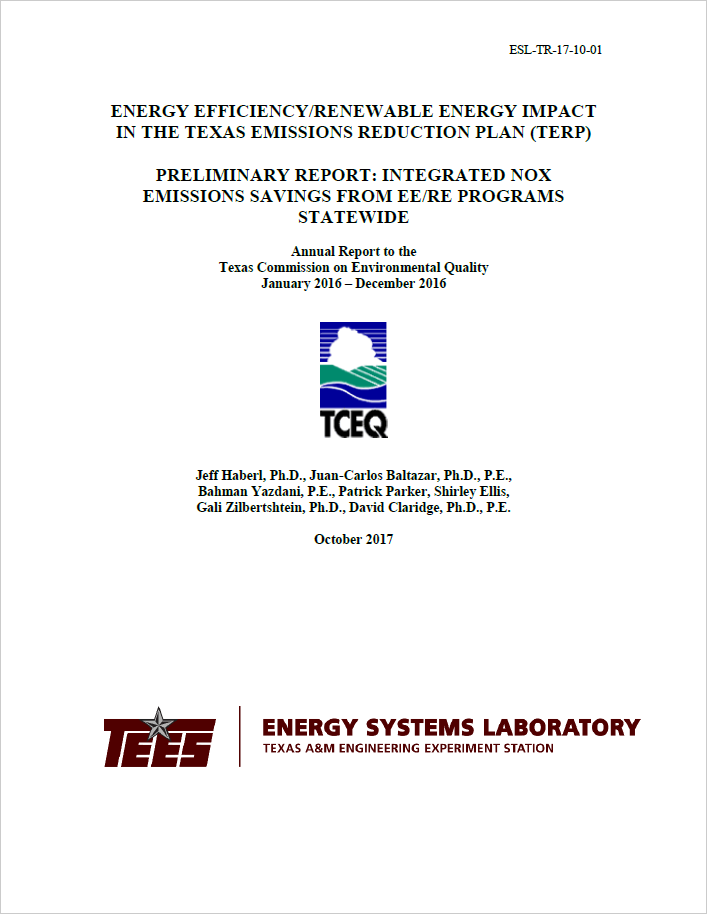 ESL-TR-17-10-01
ENERGY EFFICIENCY/RENEWABLE ENERGY IMPACT
IN THE TEXAS EMISSIONS REDUCTION PLAN (TERP)
PRELIMINARY REPORT: INTEGRATED NOX
EMISSIONS SAVINGS FROM EE/RE PROGRAMS
STATEWIDE
Annual Report to the
Texas Commission on Environmental Quality
January 2016 – December 2016
TCEQ
Jeff Haberl, Ph.D., Juan-Carlos Baltazar, Ph.D., P.E.,
Bahman Yazdani, P.E., Patrick Parker, Shirley Ellis,
Gali Zilbertshtein, Ph.D., David Claridge, Ph.D., P.E.
October 2017
TEES
ENERGY SYSTEMS LABORATORY
TEXAS A&M ENGINEERING EXPERIMENT STATION